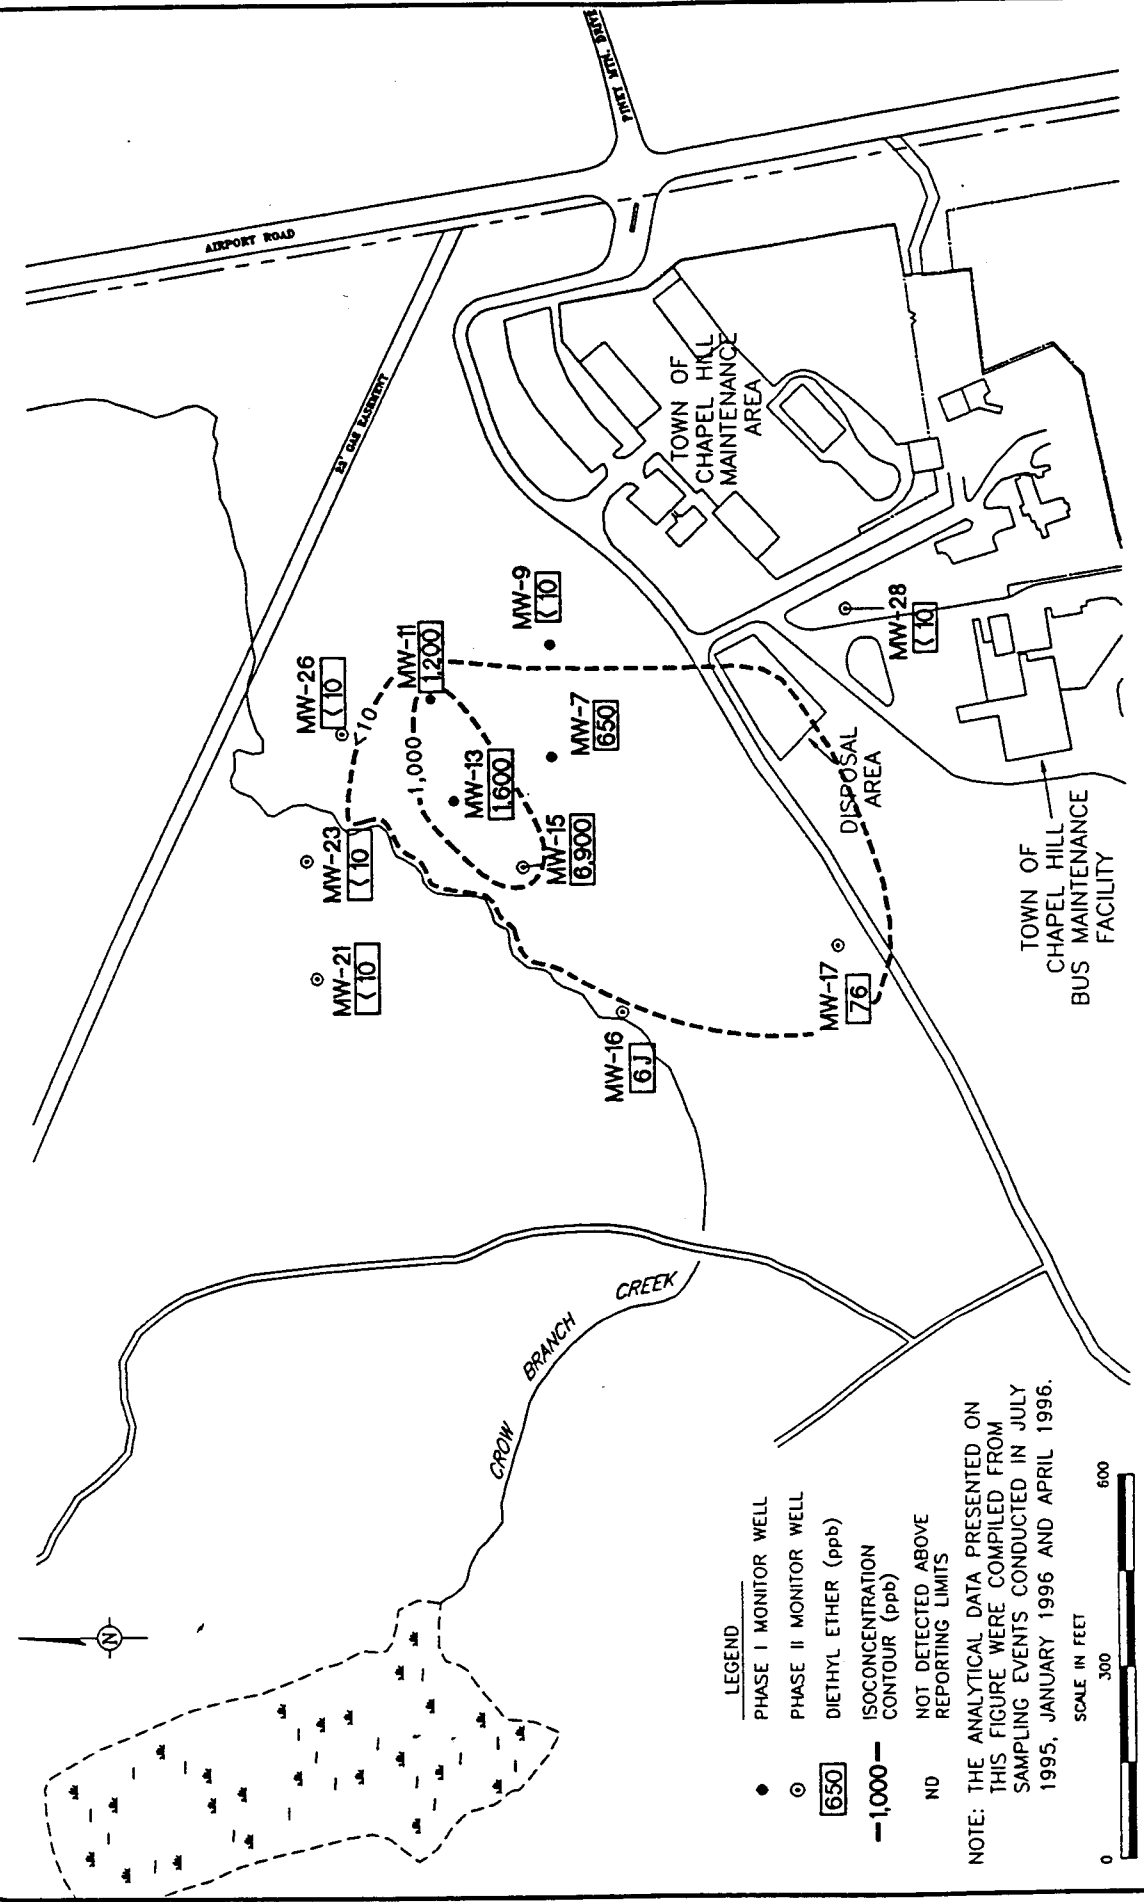 PINEY MTN. DRIVE
AIRPORT ROAD
22' GAS EASEMENT
TOWN OF
CHAPEL HILL
MAINTENANCE
AREA
MW-9
<10
MW-11
1,200
MW-26
<10
<10
1,000
MW-13
1,600
MW-7
650
MW-28
<10
MW-23
<10
MW-15
6,900
DISPOSAL
AREA
MW-21
<10
MW-16
6J
MW-17
76
TOWN OF
CHAPEL HILL
BUS MAINTENANCE
FACILITY
CROW BRANCH CREEK
N
LEGEND
PHASE I MONITOR WELL
PHASE II MONITOR WELL
650 DIETHYL ETHER (ppb)
1,000 ISOCONCENTRATION
CONTOUR (ppb)
ND NOT DETECTED ABOVE
REPORTING LIMITS
NOTE: THE ANALYTICAL DATA PRESENTED ON
THIS FIGURE WERE COMPILED FROM
SAMPLING EVENTS CONDUCTED IN JULY
1995, JANUARY 1996 AND APRIL 1996.
SCALE IN FEET
0 300 600